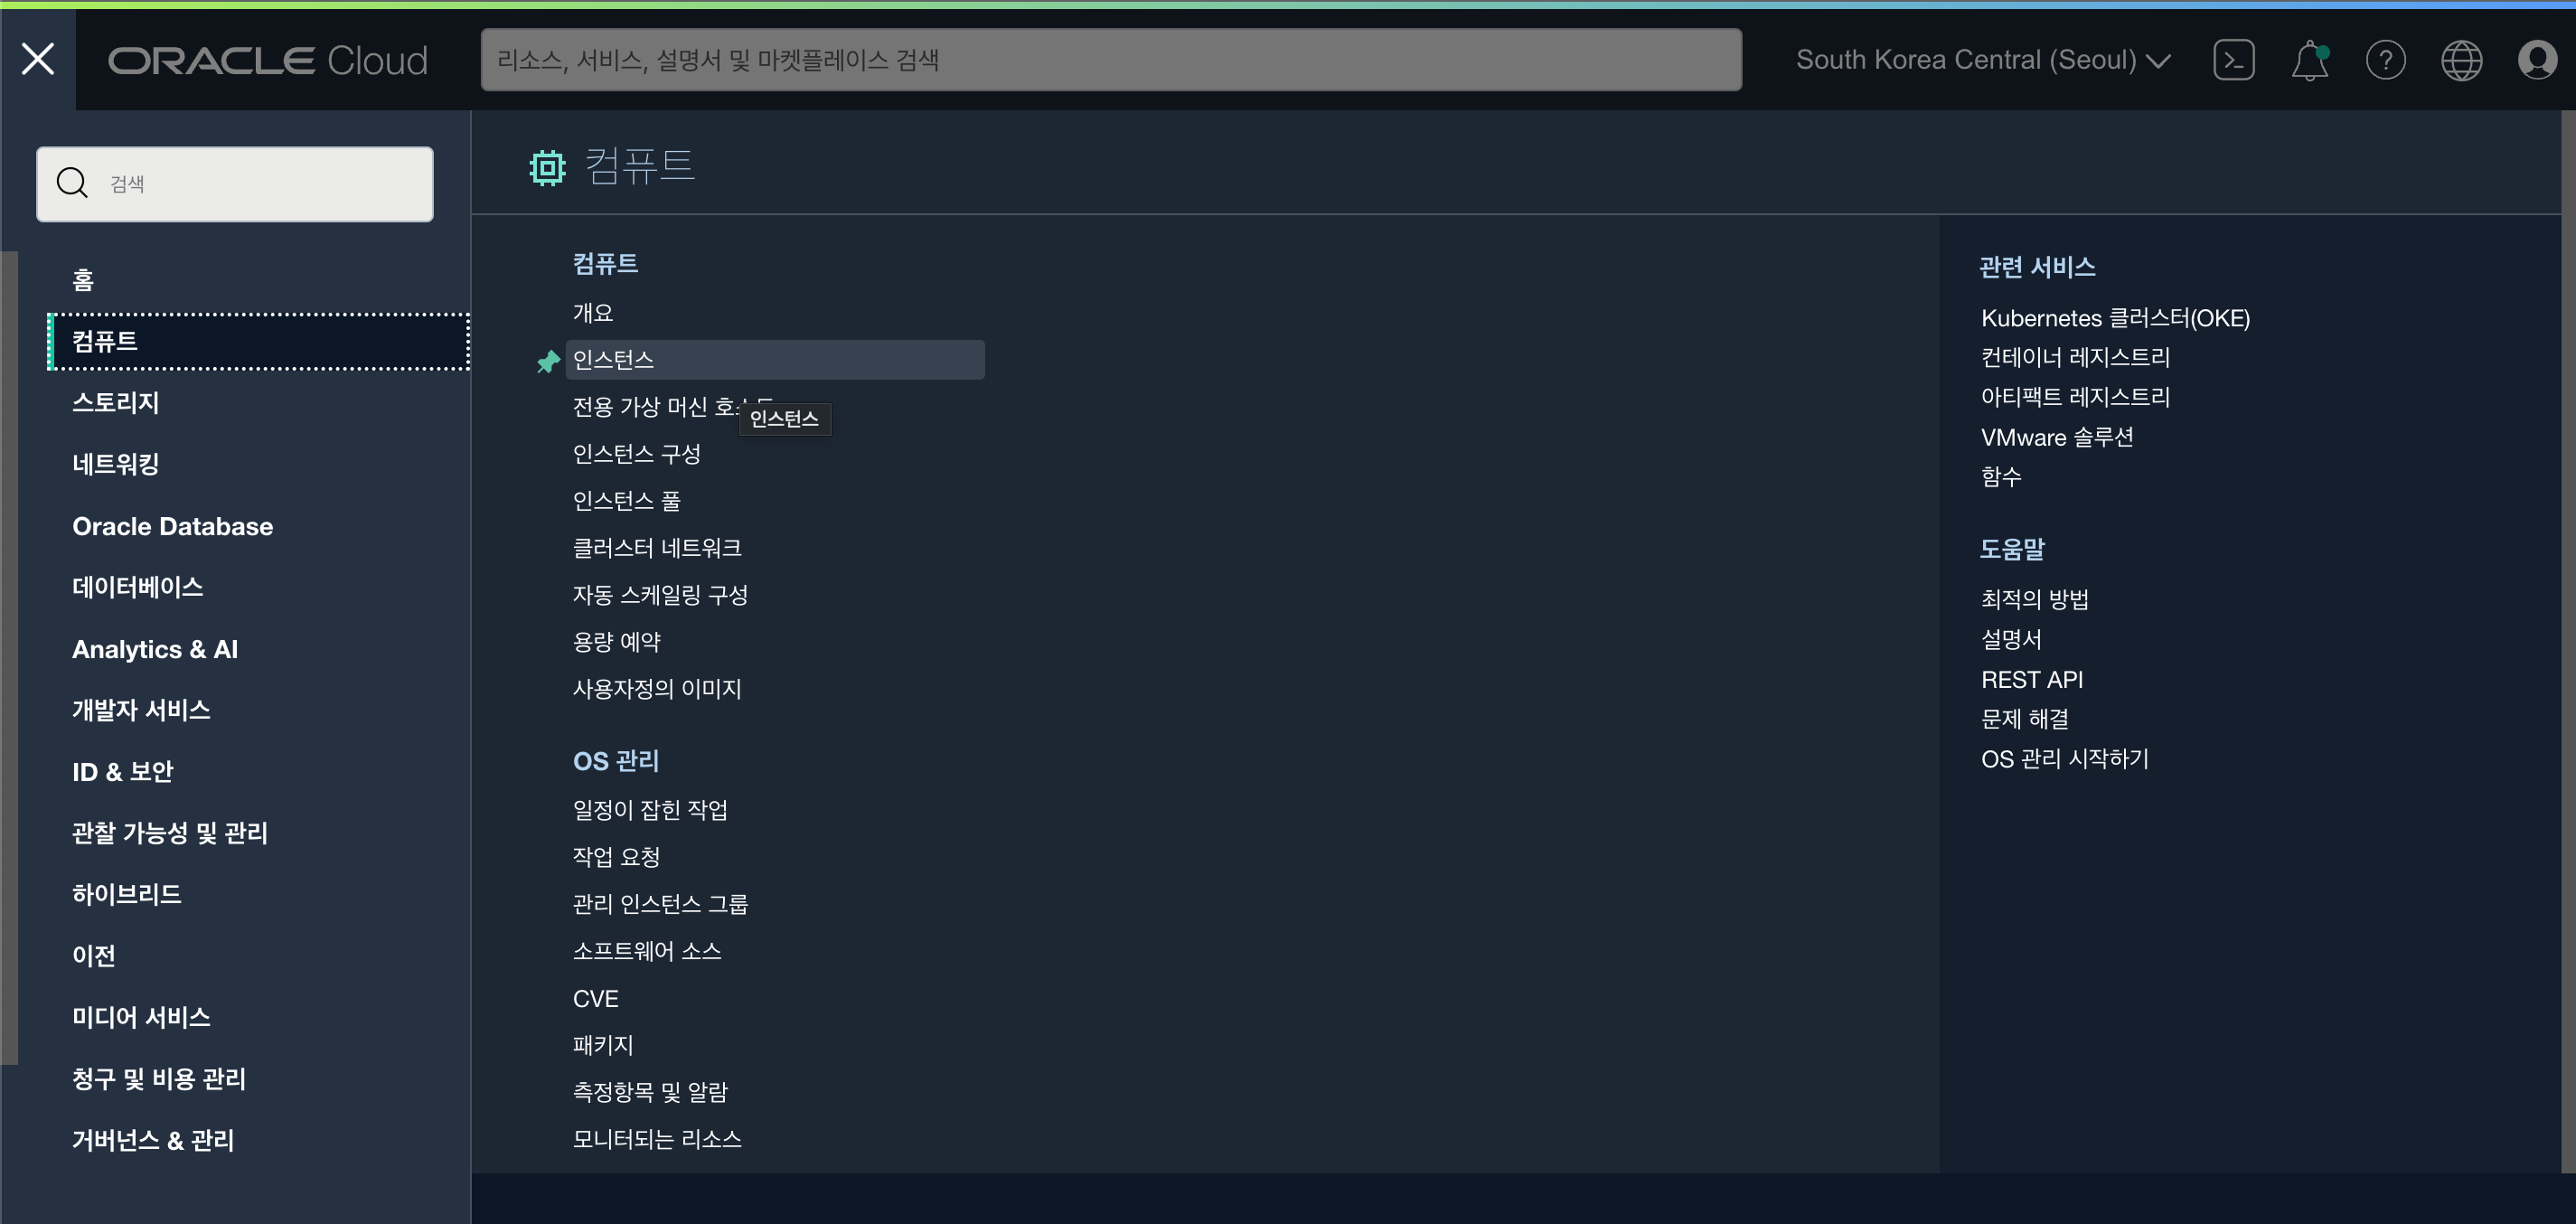 ORACLE Cloud
리소스, 서비스, 설명서 및 마켓플레이스 검색
South Korea Central (Seoul)
검색
홈
컴퓨트
스토리지
네트워킹
Oracle Database
데이터베이스
Analytics & AI
개발자 서비스
ID & 보안
관찰 가능성 및 관리
하이브리드
이전
미디어 서비스
청구 및 비용 관리
거버넌스 & 관리
컴퓨트
컴퓨트
개요
인스턴스
전용 가상 머신
인스턴스
인스턴스 구성
인스턴스 풀
클러스터 네트워크
자동 스케일링 구성
용량 예약
사용자정의 이미지
OS 관리
일정이 잡힌 작업
작업 요청
관리 인스턴스 그룹
소프트웨어 소스
CVE
패키지
측정항목 및 알람
모니터되는 리소스
관련 서비스
Kubernetes 클러스터(OKE)
컨테이너 레지스트리
아티팩트 레지스트리
VMware 솔루션
함수
도움말
최적의 방법
설명서
REST API
문제 해결
OS 관리 시작하기